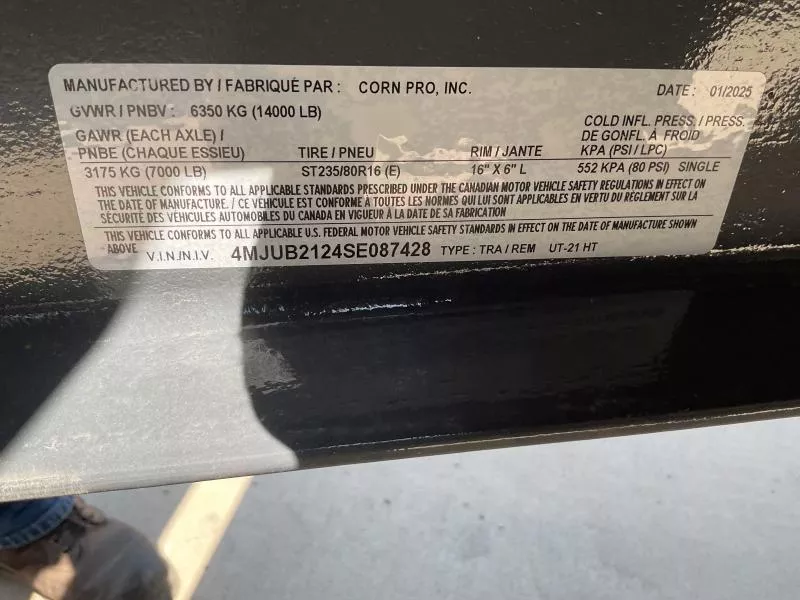 MANUFACTURED BY / FABRIQUÉ PAR : CORN PRO, INC. DATE : 01/2025
GVWR / PNBV : 6350 KG (14000 LB)
GAWR (EACH AXLE) / COLD INFL. PRESS. / PRESS.
DE GONFL. À FROID
PNBE (CHAQUE ESSIEU) TIRE / PNEU RIM / JANTE KPA (PSI / LPC)
3175 KG (7000 LB) ST235/80R16 (E) 16" X 6" L 552 KPA (80 PSI) SINGLE
THIS VEHICLE CONFORMS TO ALL APPLICABLE STANDARDS PRESCRIBED UNDER THE CANADIAN MOTOR VEHICLE SAFETY REGULATIONS IN EFFECT ON
THE DATE OF MANUFACTURE. / CE VÉHICULE EST CONFORME À TOUTES LES NORMES QUI LUI SONT APPLICABLES EN VERTU DU RÈGLEMENT SUR LA
SÉCURITÉ DES VÉHICULES AUTOMOBILES DU CANADA EN VIGUEUR À LA DATE DE SA FABRICATION
THIS VEHICLE CONFORMS TO ALL APPLICABLE U.S. FEDERAL MOTOR VEHICLE SAFETY STANDARDS IN EFFECT ON THE DATE OF MANUFACTURE SHOWN
ABOVE V.I.N./N.I.V. 4MJUB2124SE087428 TYPE : TRA / REM UT-21 HT